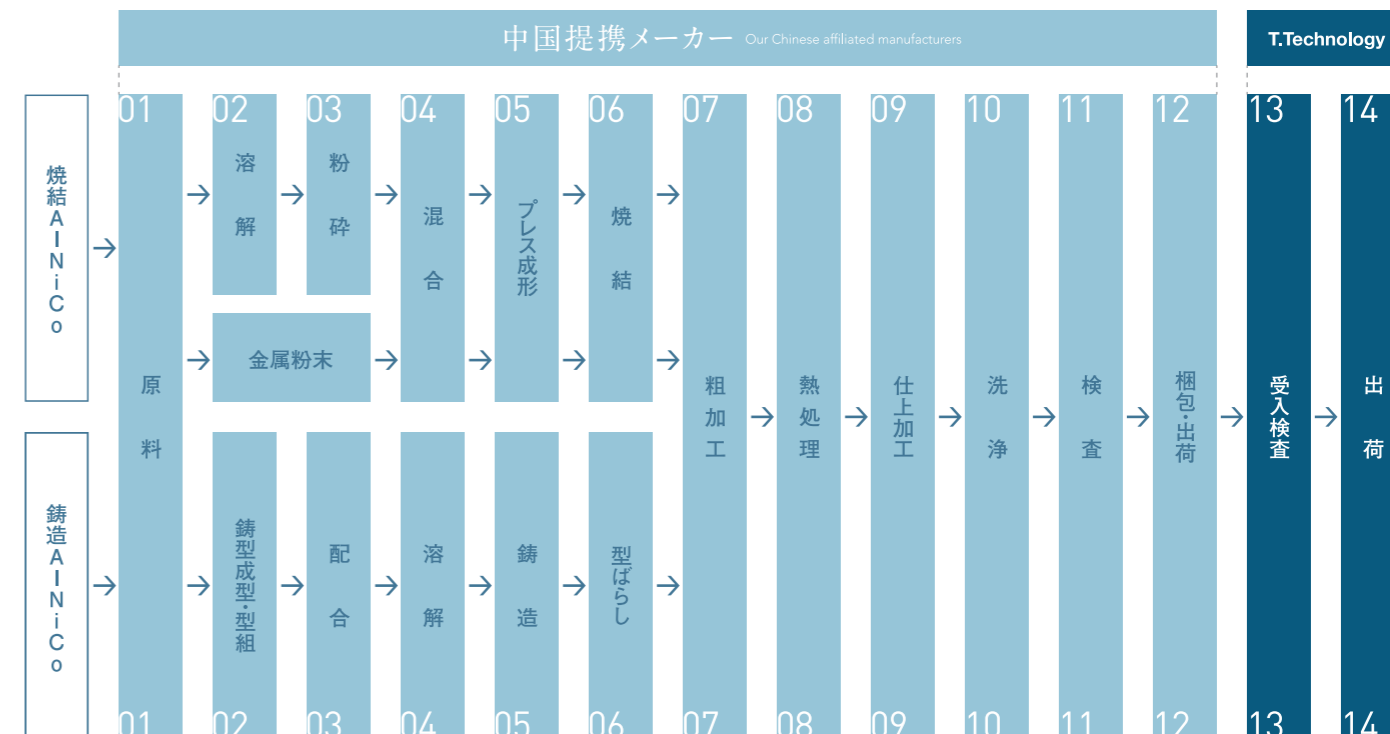 中国提携メーカー Our Chinese affiliated manufacturers
T.Technology
01
02
03
04
05
06
07
08
09
10
11
12
13
14
焼結AlNiCo
鋳造AlNiCo
原料
溶解
粉砕
金属粉末
混合
プレス成形
焼結
鋳型成型・型組
配合
溶解
鋳造
型ばらし
粗加工
熱処理
仕上加工
洗浄
検査
梱包・出荷
受入検査
出荷
01
02
03
04
05
06
07
08
09
10
11
12
13
14